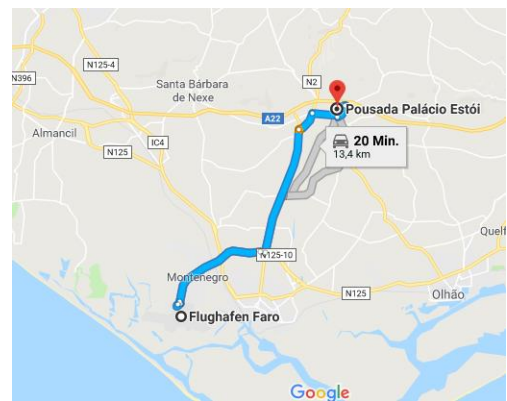 N396
N125-4
Santa Bárbara
de Nexe
N2
Pousada Palácio Estói
A22
Almancil
IC4
N125
20 Min.
13,4 km
N125-10
Montenegro
Quelf
N125
Olhão
Flughafen Faro
Google